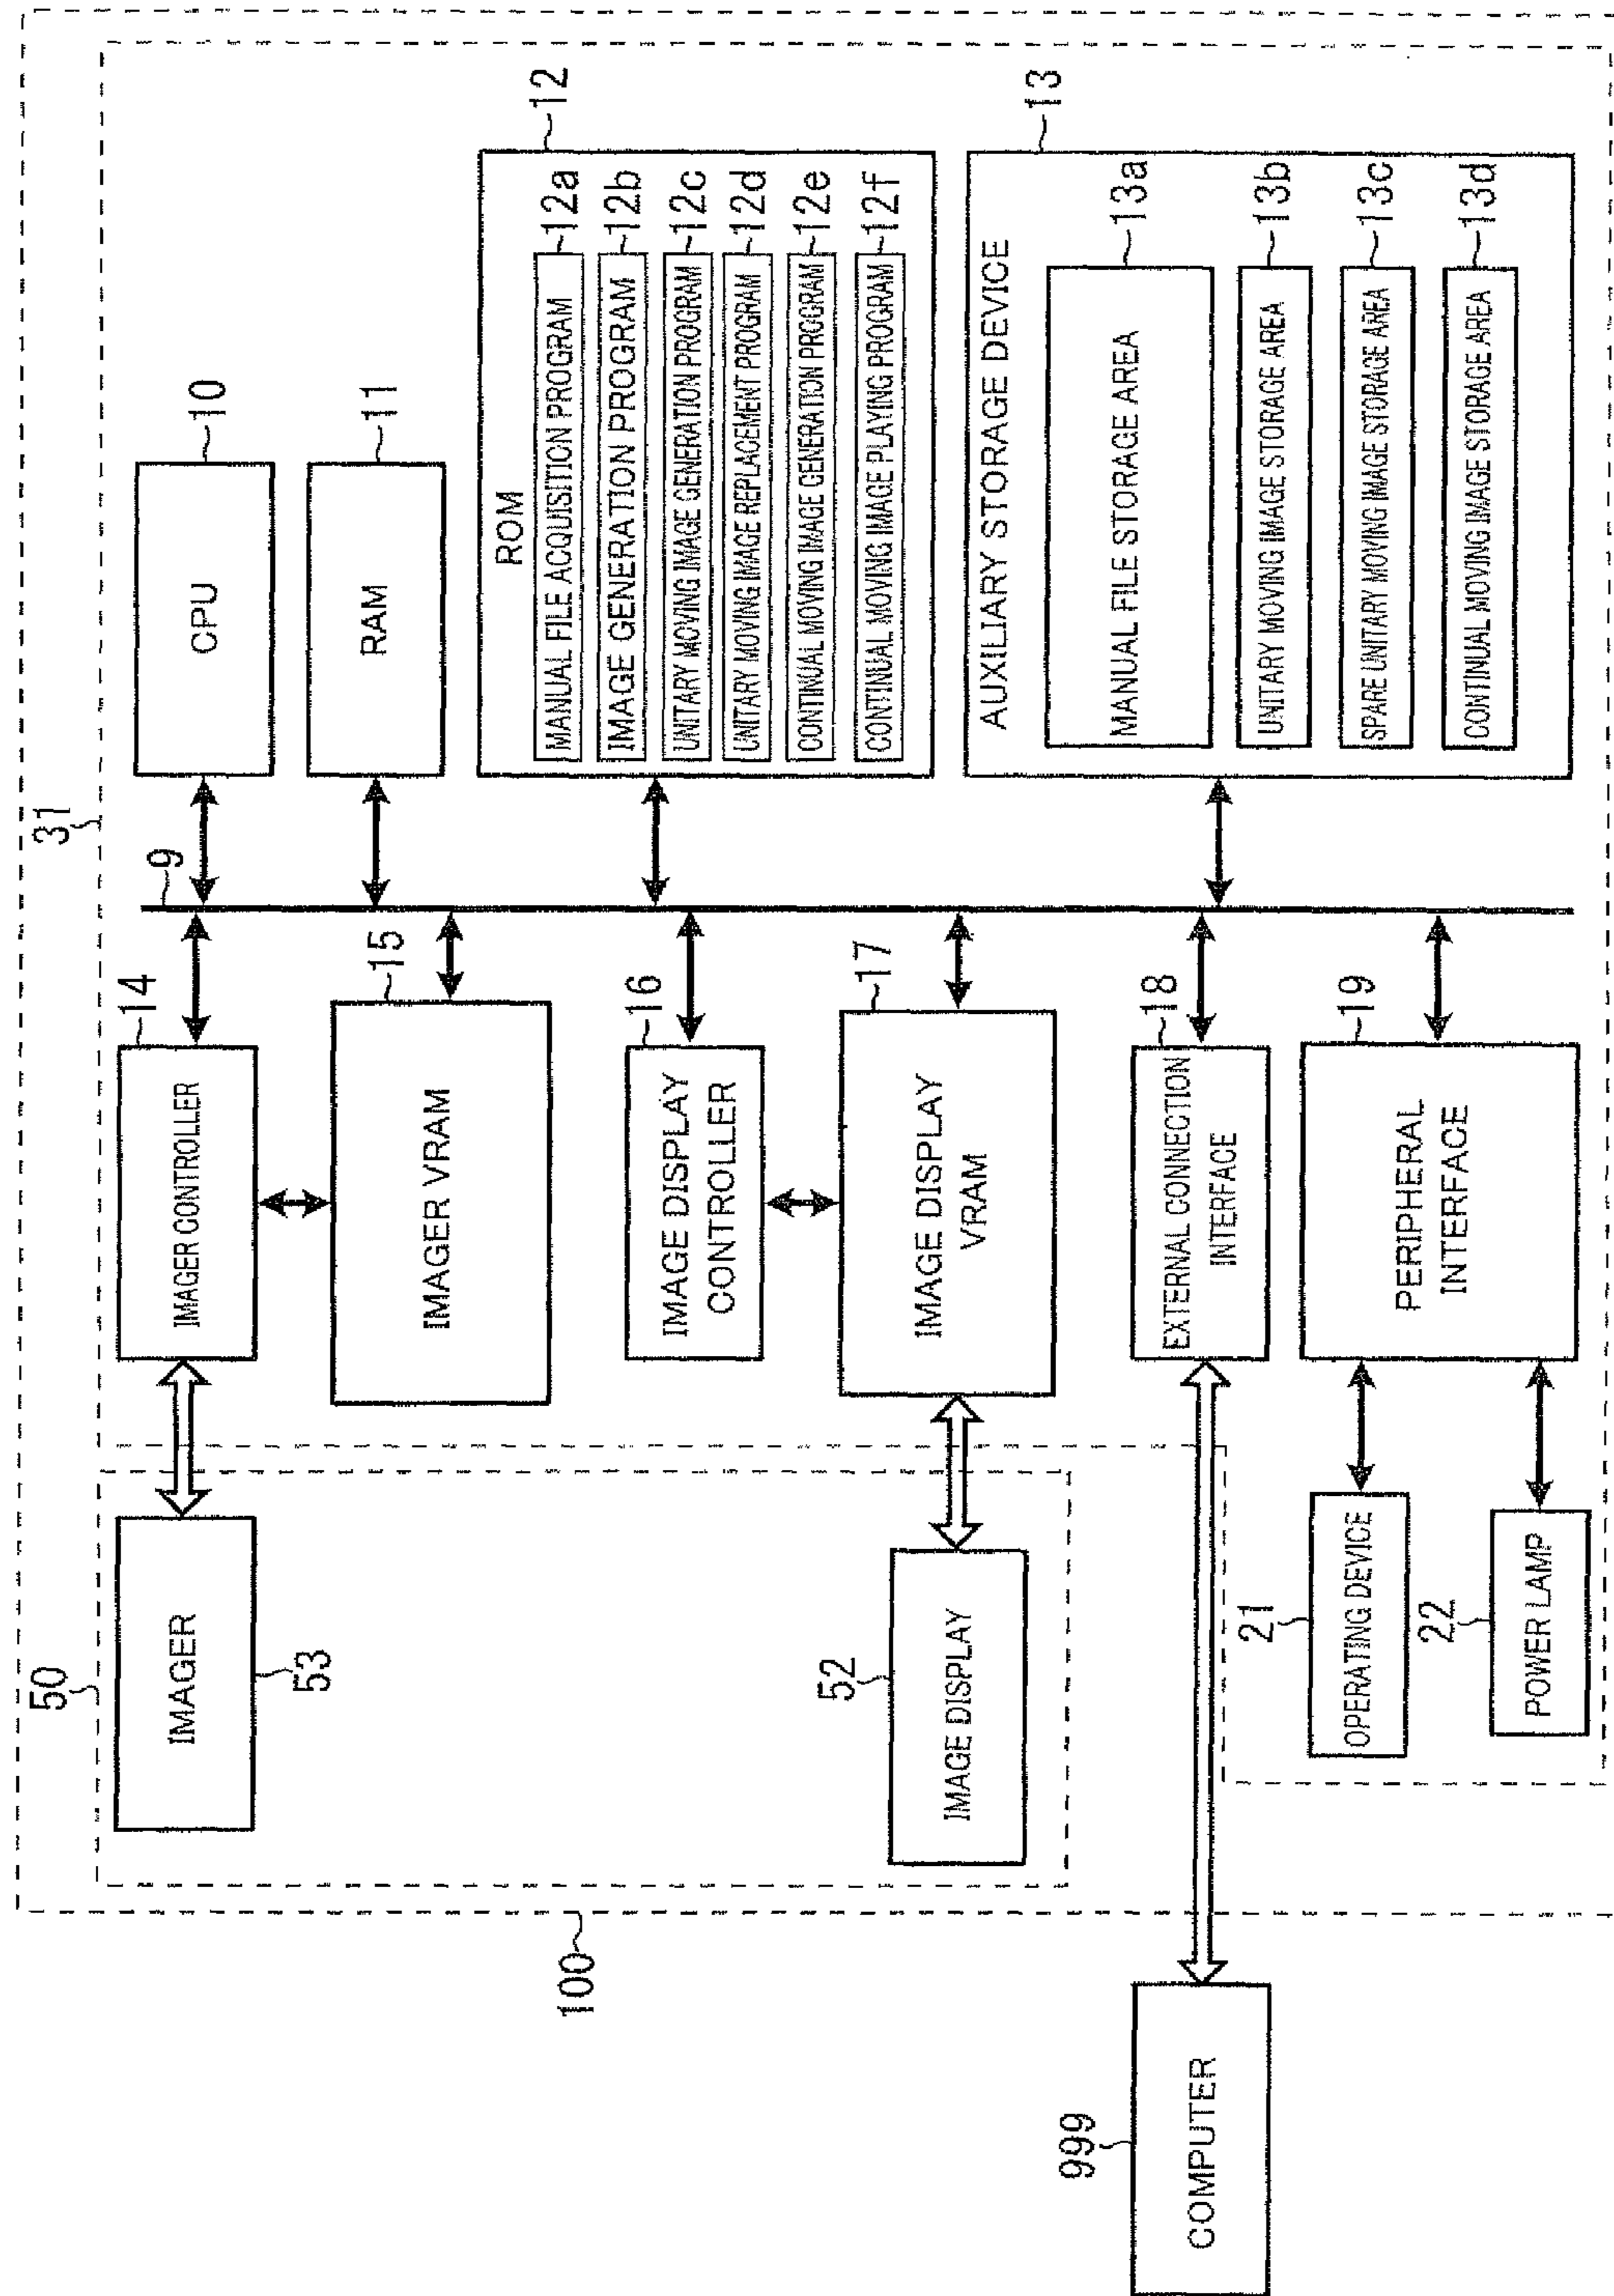 100
50
31
IMAGER
53
IMAGER CONTROLLER
14
9
CPU
10
IMAGER VRAM
15
RAM
11
ROM
12
MANUAL FILE ACQUISITION PROGRAM
12a
IMAGE GENERATION PROGRAM
12b
UNITARY MOVING IMAGE GENERATION PROGRAM
12c
UNITARY MOVING IMAGE REPLACEMENT PROGRAM
12d
CONTINUAL MOVING IMAGE GENERATION PROGRAM
12e
CONTINUAL MOVING IMAGE PLAYING PROGRAM
12f
IMAGE DISPLAY
CONTROLLER
16
52
IMAGE DISPLAY
IMAGE DISPLAY
VRAM
17
AUXILIARY STORAGE DEVICE
13
MANUAL FILE STORAGE AREA
13a
UNITARY MOVING IMAGE STORAGE AREA
13b
SPARE UNITARY MOVING IMAGE STORAGE AREA
13c
CONTINUAL MOVING IMAGE STORAGE AREA
13d
999
COMPUTER
EXTERNAL CONNECTION
INTERFACE
18
21
OPERATING DEVICE
22
POWER LAMP
PERIPHERAL
INTERFACE
19